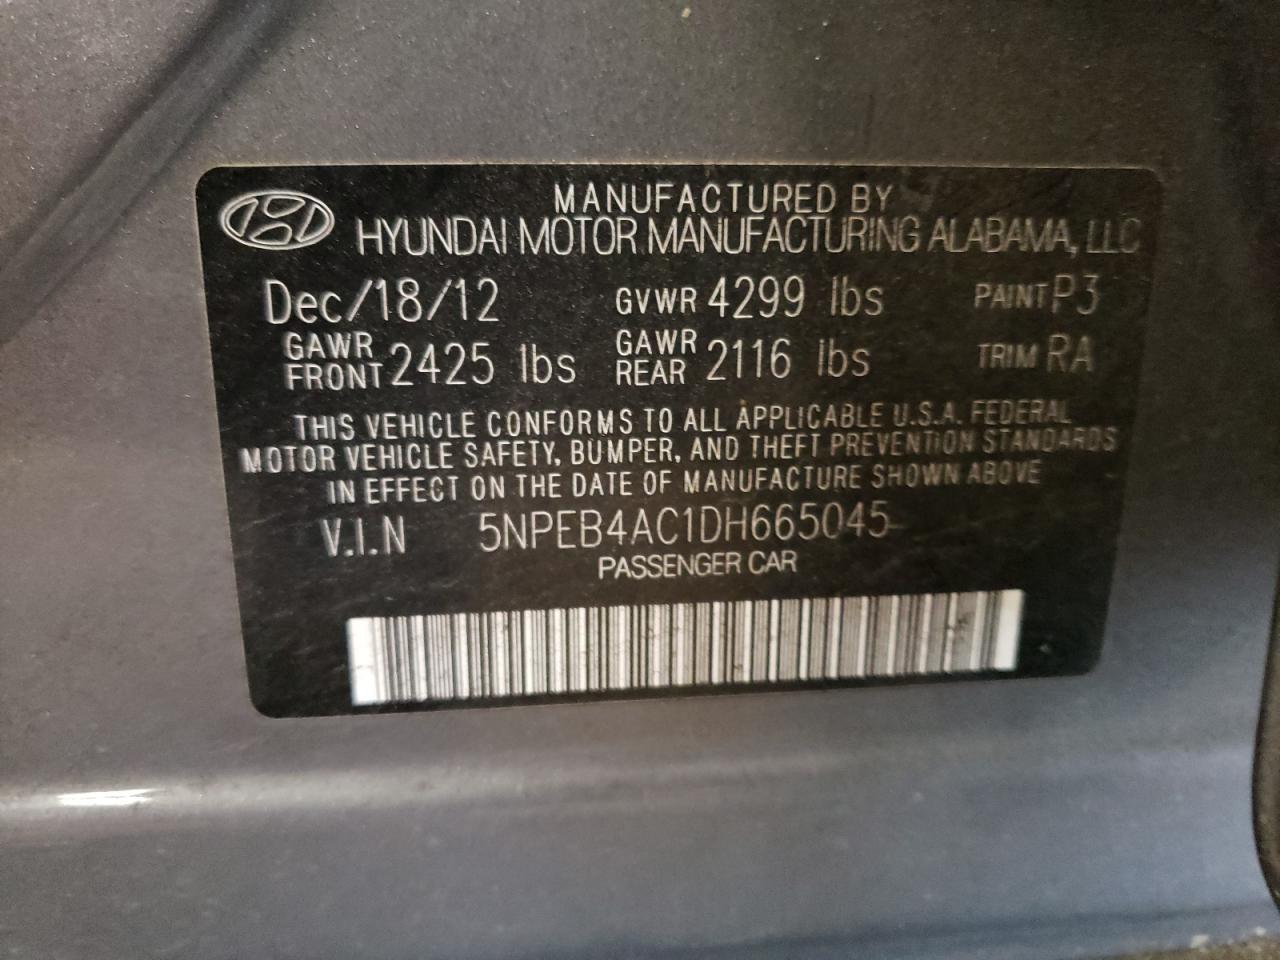 MANUFACTURED BY
HYUNDAI MOTOR MANUFACTURING ALABAMA, LLC
Dec/18/12 GVWR 4299 lbs PAINT P3
GAWR FRONT 2425 lbs GAWR REAR 2116 lbs TRIM RA
THIS VEHICLE CONFORMS TO ALL APPLICABLE U.S.A. FEDERAL
MOTOR VEHICLE SAFETY, BUMPER, AND THEFT PREVENTION STANDARDS
IN EFFECT ON THE DATE OF MANUFACTURE SHOWN ABOVE
V.I.N 5NPEB4AC1DH665045
PASSENGER CAR